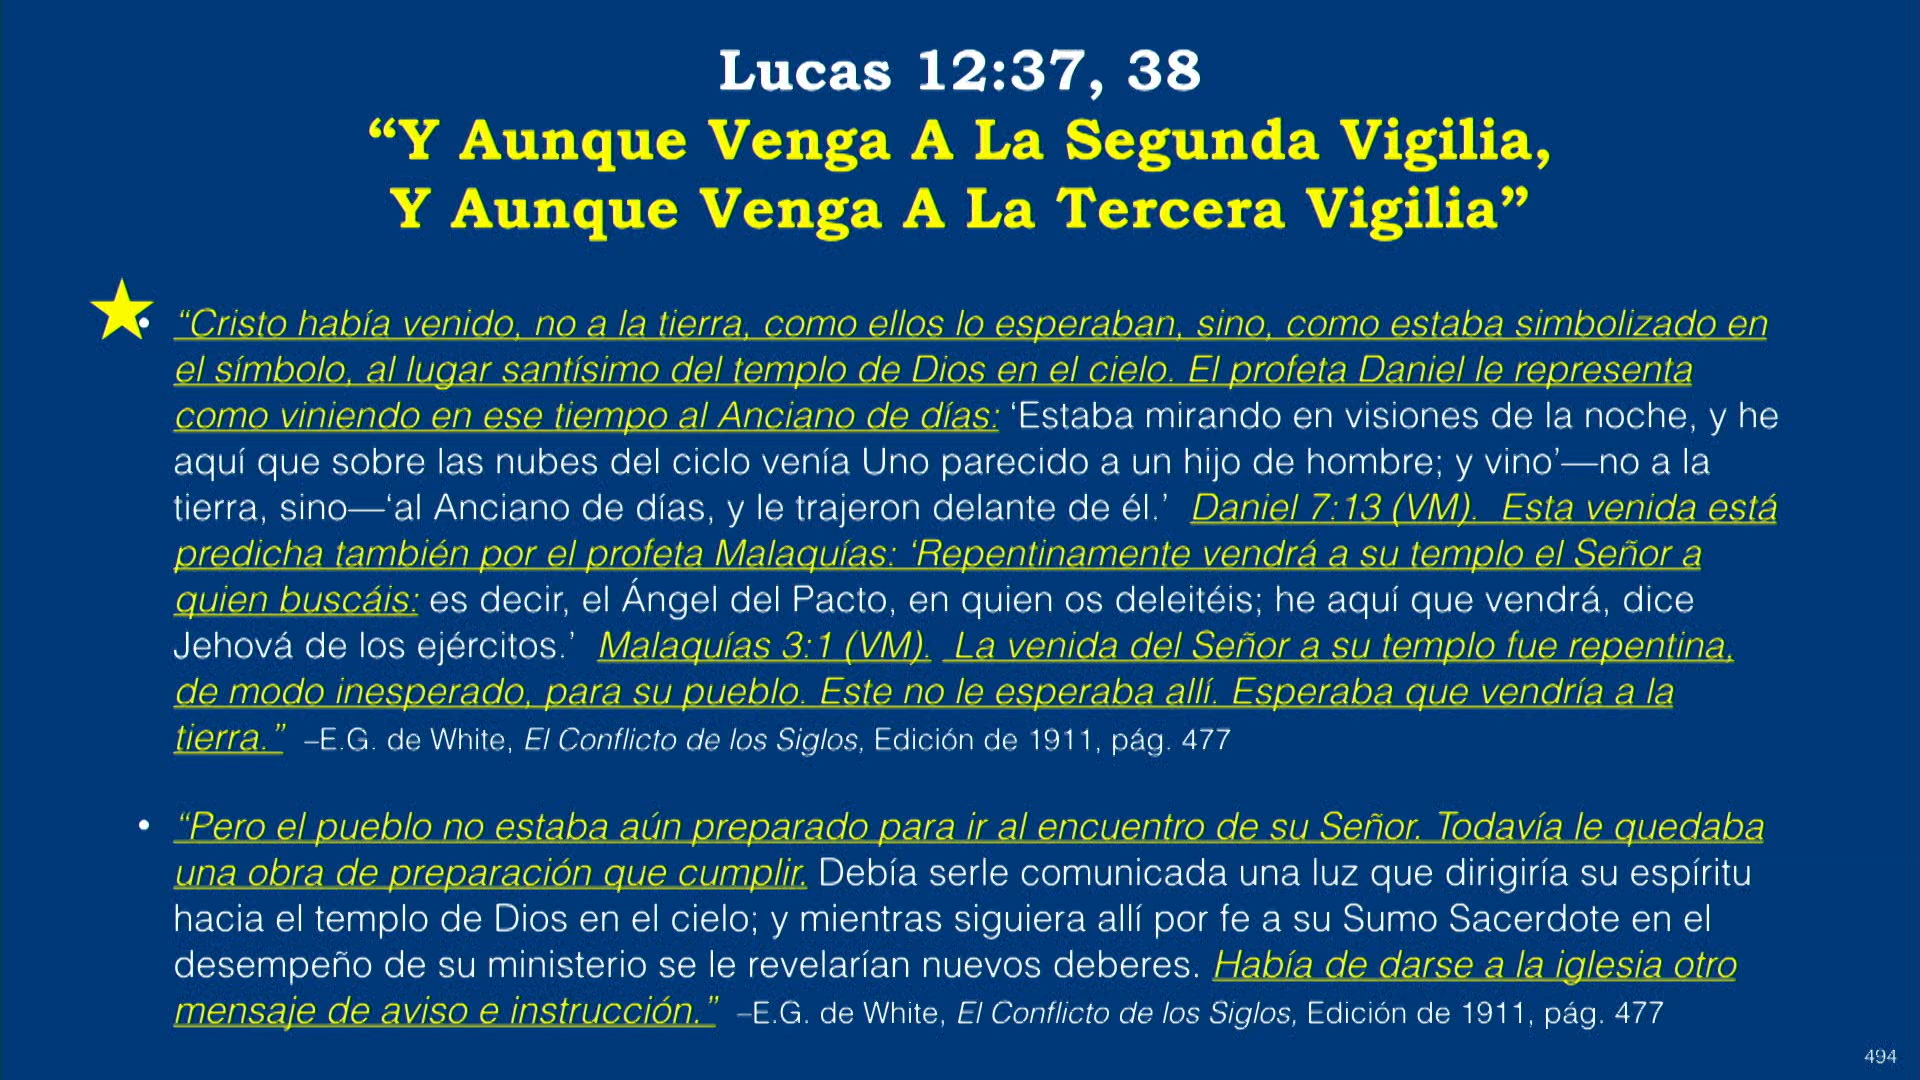 Lucas 12:37, 38
“Y Aunque Venga A La Segunda Vigilia,
Y Aunque Venga A La Tercera Vigilia”
• “Cristo había venido, no a la tierra, como ellos lo esperaban, sino, como estaba simbolizado en
el símbolo, al lugar santísimo del templo de Dios en el cielo. El profeta Daniel le representa
como viniendo en ese tiempo al Anciano de días: ‘Estaba mirando en visiones de la noche, y he
aquí que sobre las nubes del ciclo venía Uno parecido a un hijo de hombre; y vino’—no a la
tierra, sino—‘al Anciano de días, y le trajeron delante de él.’ Daniel 7:13 (VM). Esta venida está
predicha también por el profeta Malaquías: ‘Repentinamente vendrá a su templo el Señor a
quien buscáis: es decir, el Ángel del Pacto, en quien os deleitéis; he aquí que vendrá, dice
Jehová de los ejércitos.’ Malaquías 3:1 (VM). La venida del Señor a su templo fue repentina,
de modo inesperado, para su pueblo. Este no le esperaba allí. Esperaba que vendría a la
tierra.” –E.G. de White, El Conflicto de los Siglos, Edición de 1911, pág. 477
• “Pero el pueblo no estaba aún preparado para ir al encuentro de su Señor. Todavía le quedaba
una obra de preparación que cumplir. Debía serle comunicada una luz que dirigiría su espíritu
hacia el templo de Dios en el cielo; y mientras siguiera allí por fe a su Sumo Sacerdote en el
desempeño de su ministerio se le revelarían nuevos deberes. Había de darse a la iglesia otro
mensaje de aviso e instrucción.” –E.G. de White, El Conflicto de los Siglos, Edición de 1911, pág. 477
494